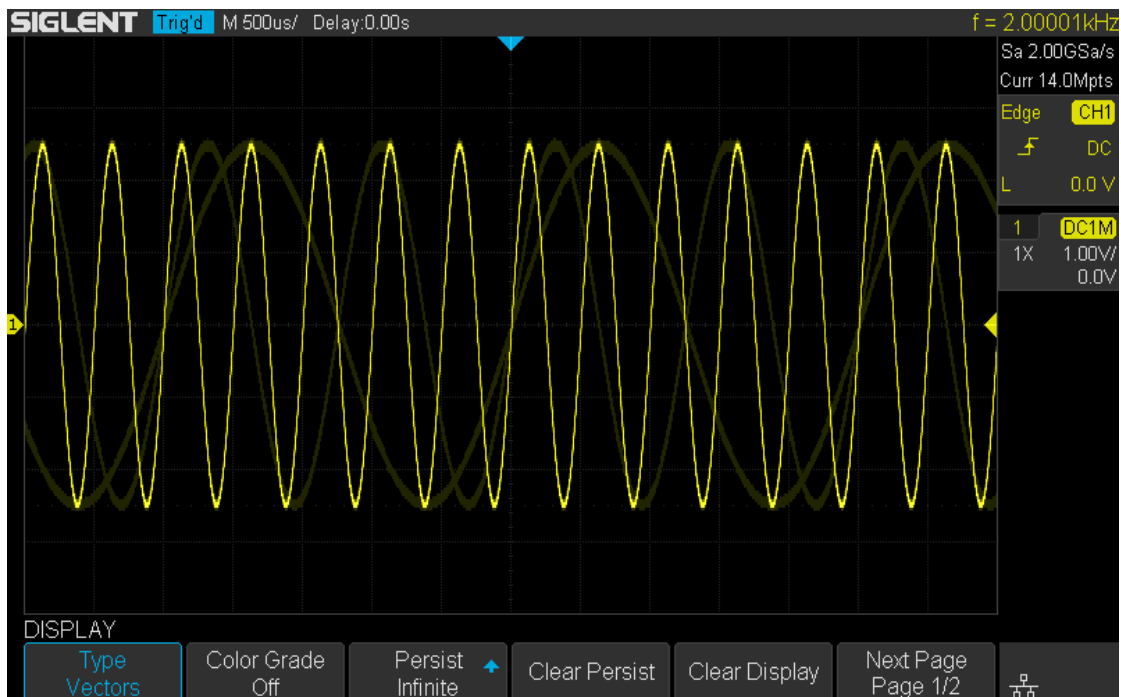 SIGLENT Trig'd M 500us/ Delay:0.00s f = 2.00001kHz
Sa 2.00GSa/s
Curr 14.0Mpts
Edge CH1
DC
L 0.0 V
1 DC1M
1X 1.00V/
0.0V
1
DISPLAY
Type
Vectors
Color Grade
Off
Persist
Infinite
Clear Persist
Clear Display
Next Page
Page 1/2